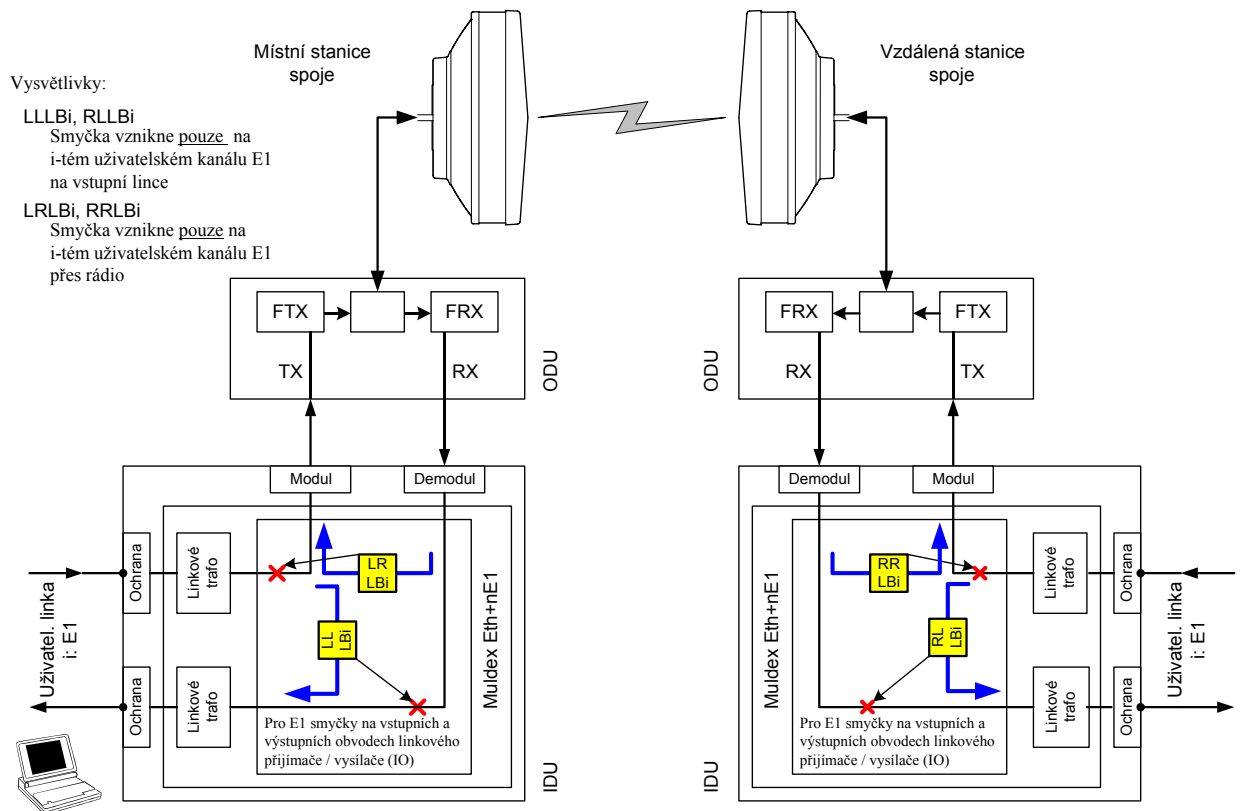 Místní stanice
spoje
Vzdálená stanice
spoje
Vysvětlivky:
LLLBi, RLLBi
Smyčka vznikne pouze na
i-tém uživatelském kanálu E1
na vstupní lince
LRLBi, RRLBi
Smyčka vznikne pouze na
i-tém uživatelském kanálu E1
přes rádio
FTX
FRX
TX
RX
ODU
FRX
FTX
RX
TX
ODU
Modul
Demodul
Ochrana
Linkové
trafo
LR
LBi
LL
LBi
Ochrana
Linkové
trafo
Uživatel. linka
i: E1
Muldex Eth+nE1
Pro E1 smyčky na vstupních a
výstupních obvodech linkového
přijímače / vysílače (IO)
IDU
Demodul
Modul
RR
LBi
RL
LBi
Linkové
trafo
Ochrana
Linkové
trafo
Ochrana
Uživatel. linka
i: E1
Muldex Eth+nE1
Pro E1 smyčky na vstupních a
výstupních obvodech linkového
přijímače / vysílače (IO)
IDU